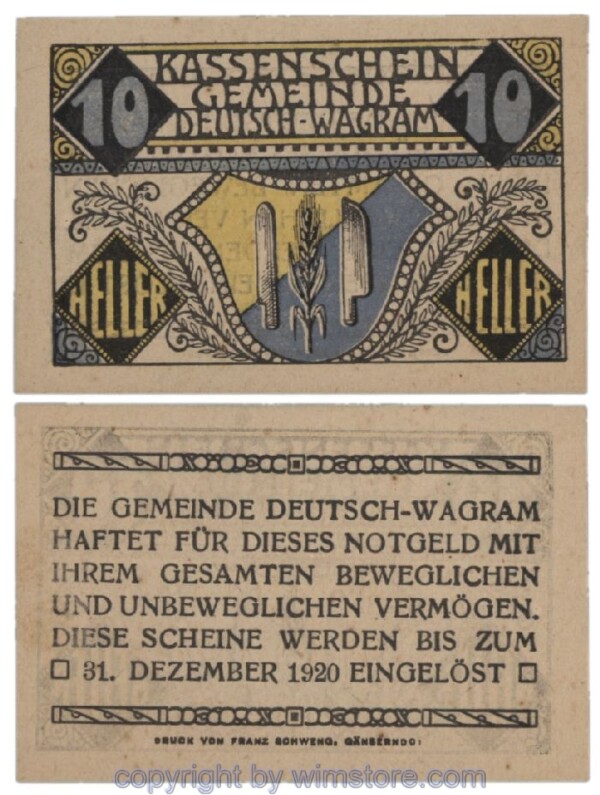 10 KASSENSCHEIN 10
GEMEINDE
DEUTSCH-WAGRAM
HELLER HELLER
DIE GEMEINDE DEUTSCH-WAGRAM
HAFTET FÜR DIESES NOTGELD MIT
IHREM GESAMTEN BEWEGLICHEN
UND UNBEWEGLICHEN VERMÖGEN.
DIESE SCHEINE WERDEN BIS ZUM
31. DEZEMBER 1920 EINGELÖST
DRUCK VON FRANZ SCHWENG,
copyright by wimstore.com